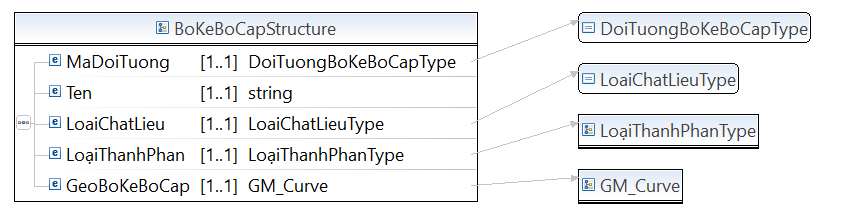 BoKeBoCapStructure
MaDoiTuong [1..1] DoiTuongBoKeBoCapType
Ten [1..1] string
LoaiChatLieu [1..1] LoaiChatLieuType
LoạiThanhPhan [1..1] LoạiThanhPhanType
GeoBoKeBoCap [1..1] GM_Curve
DoiTuongBoKeBoCapType
LoaiChatLieuType
LoạiThanhPhanType
GM_Curve